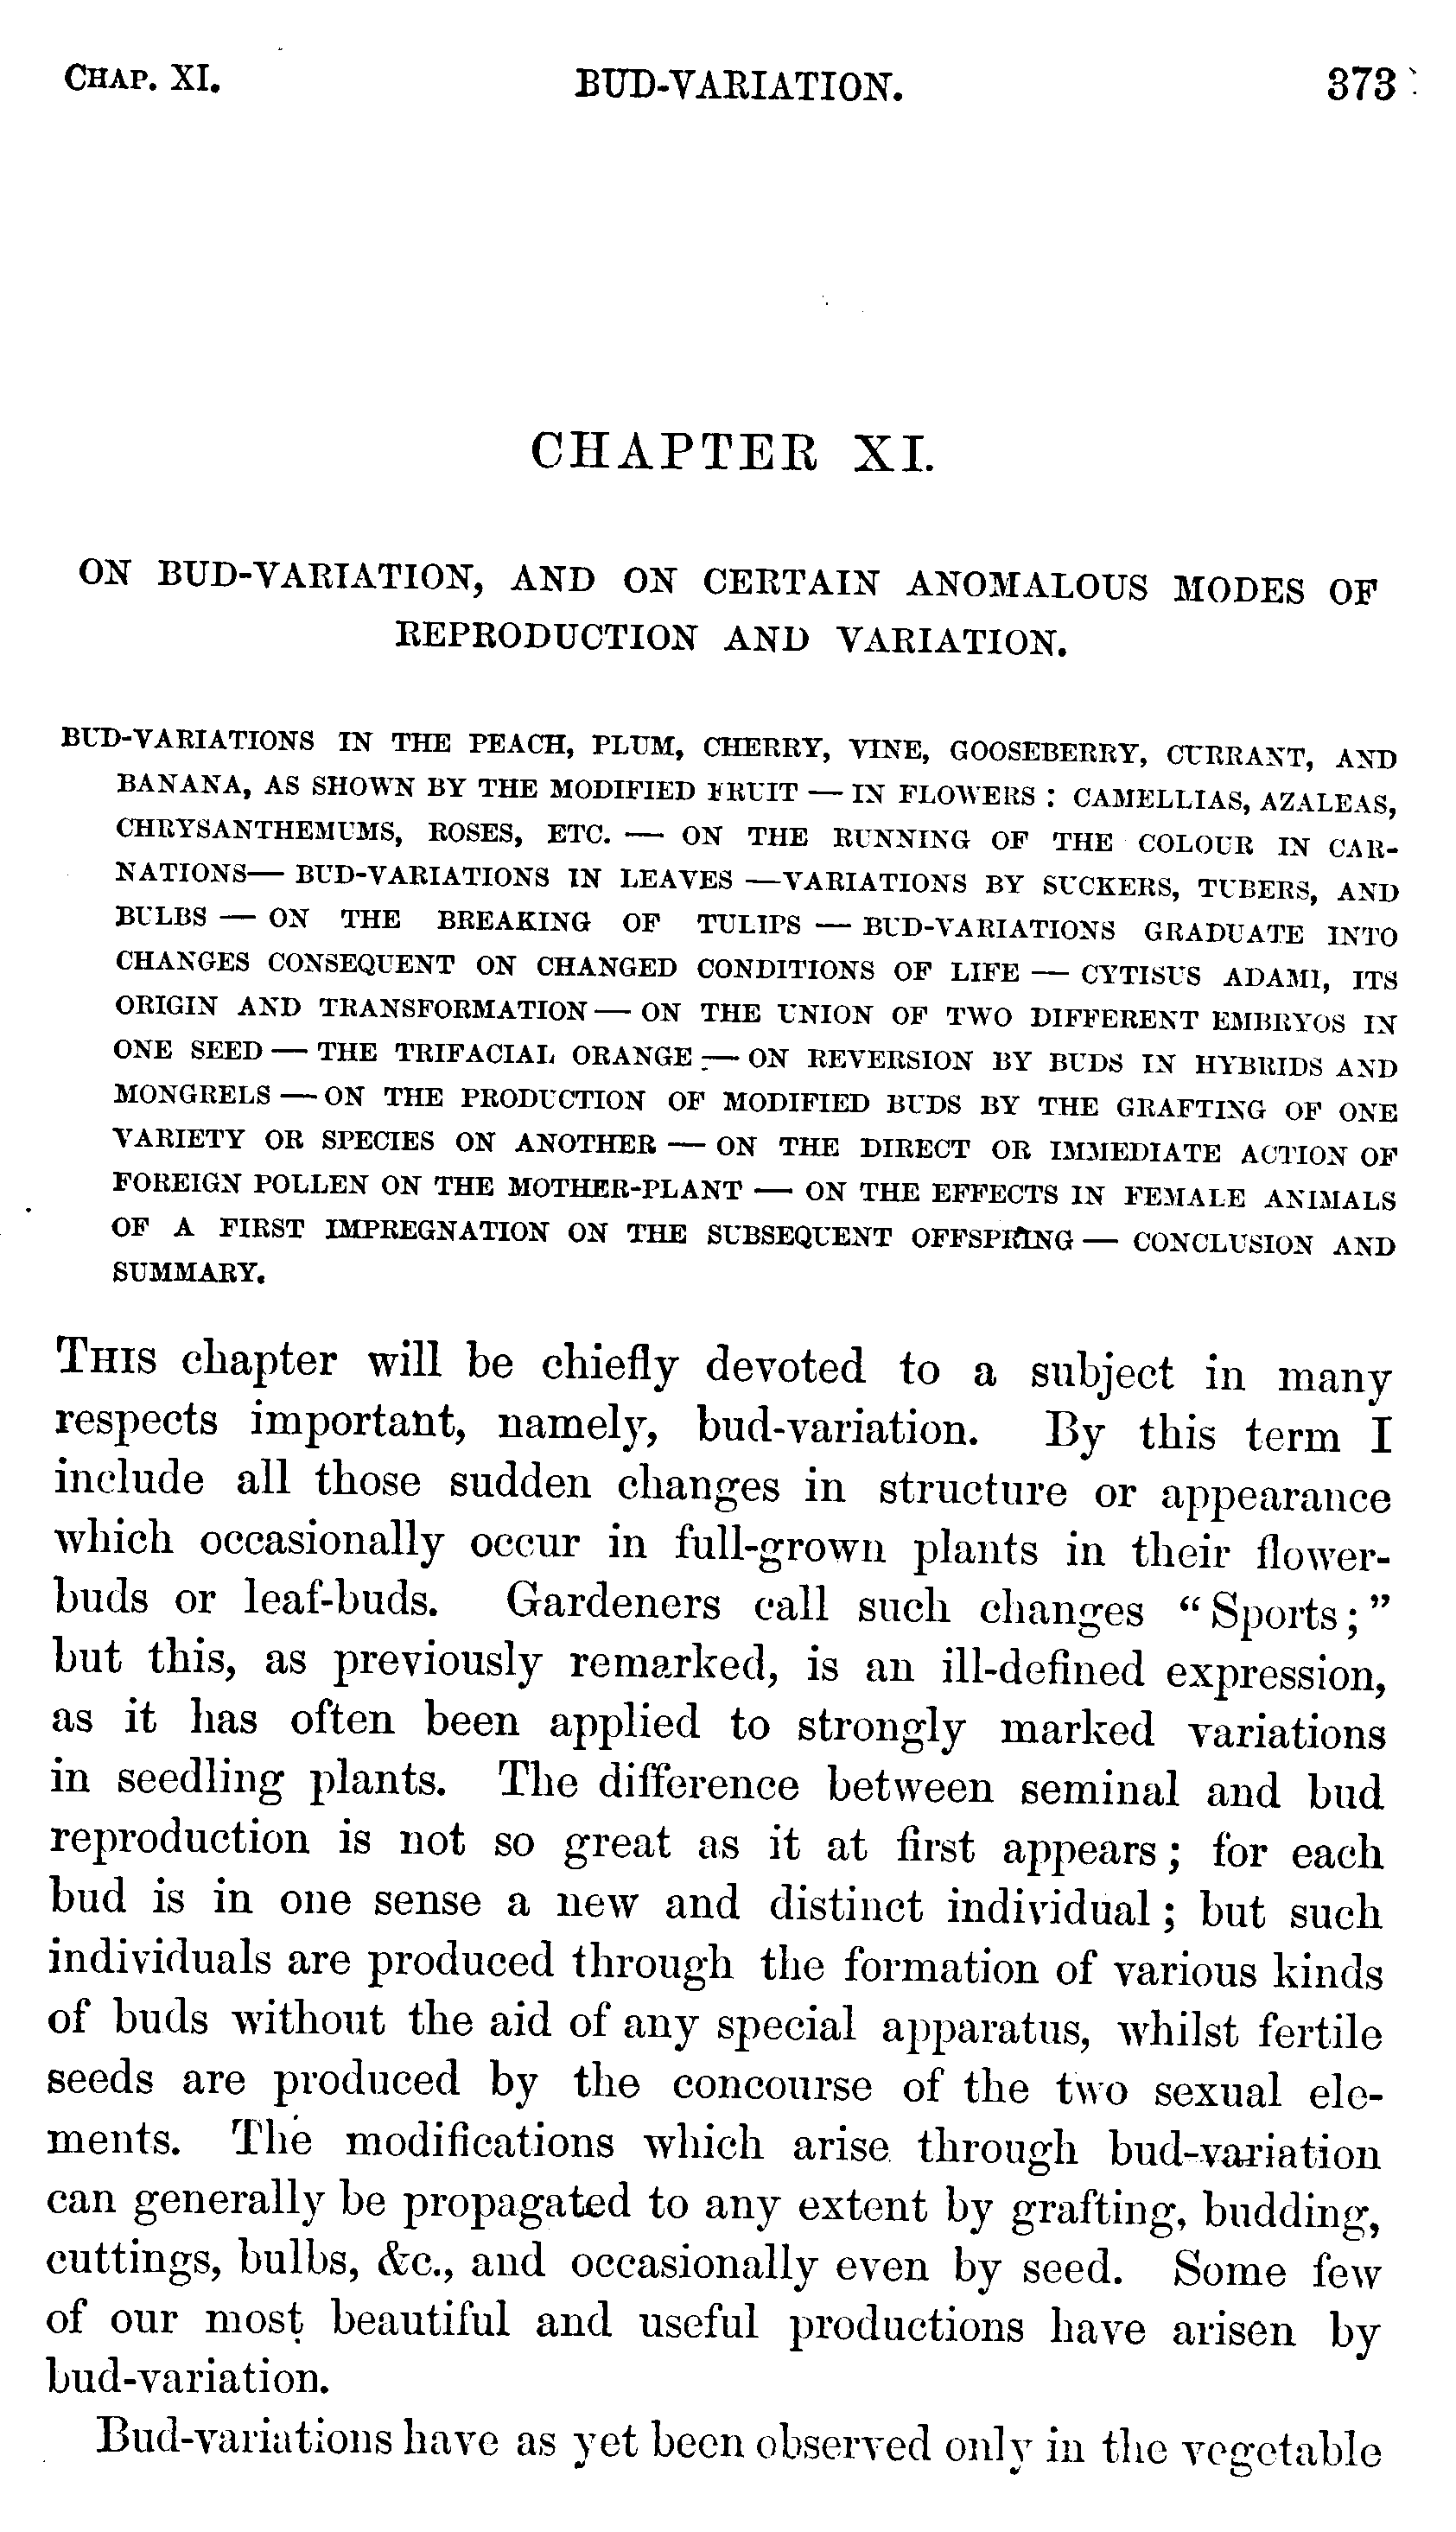 CHAP. XI. BUD-VARIATION. 373
CHAPTER XI.
ON BUD-VARIATION, AND ON CERTAIN ANOMALOUS MODES OF
REPRODUCTION AND VARIATION.
BUD-VARIATIONS IN THE PEACH, PLUM, CHERRY, VINE, GOOSEBERRY, CURRANT, AND
BANANA, AS SHOWN BY THE MODIFIED FRUIT — IN FLOWERS : CAMELLIAS, AZALEAS,
CHRYSANTHEMUMS, ROSES, ETC. — ON THE RUNNING OF THE COLOUR IN CAR-
NATIONS — BUD-VARIATIONS IN LEAVES — VARIATIONS BY SUCKERS, TUBERS, AND
BULBS — ON THE BREAKING OF TULIPS — BUD-VARIATIONS GRADUATE INTO
CHANGES CONSEQUENT ON CHANGED CONDITIONS OF LIFE — CYTISUS ADAMI, ITS
ORIGIN AND TRANSFORMATION — ON THE UNION OF TWO DIFFERENT EMBRYOS IN
ONE SEED — THE TRIFACIAL ORANGE — ON REVERSION BY BUDS IN HYBRIDS AND
MONGRELS — ON THE PRODUCTION OF MODIFIED BUDS BY THE GRAFTING OF ONE
VARIETY OR SPECIES ON ANOTHER — ON THE DIRECT OR IMMEDIATE ACTION OF
FOREIGN POLLEN ON THE MOTHER-PLANT — ON THE EFFECTS IN FEMALE ANIMALS
OF A FIRST IMPREGNATION ON THE SUBSEQUENT OFFSPRING — CONCLUSION AND
SUMMARY.
THIS chapter will be chiefly devoted to a subject in many
respects important, namely, bud-variation. By this term I
include all those sudden changes in structure or appearance
which occasionally occur in full-grown plants in their flower-
buds or leaf-buds. Gardeners call such changes “Sports;”
but this, as previously remarked, is an ill-defined expression,
as it has often been applied to strongly marked variations
in seedling plants. The difference between seminal and bud
reproduction is not so great as it at first appears; for each
bud is in one sense a new and distinct individual; but such
individuals are produced through the formation of various kinds
of buds without the aid of any special apparatus, whilst fertile
seeds are produced by the concourse of the two sexual ele-
ments. The modifications which arise through bud-variation
can generally be propagated to any extent by grafting, budding,
cuttings, bulbs, &c., and occasionally even by seed. Some few
of our most beautiful and useful productions have arisen by
bud-variation.
Bud-variations have as yet been observed only in the vegetable